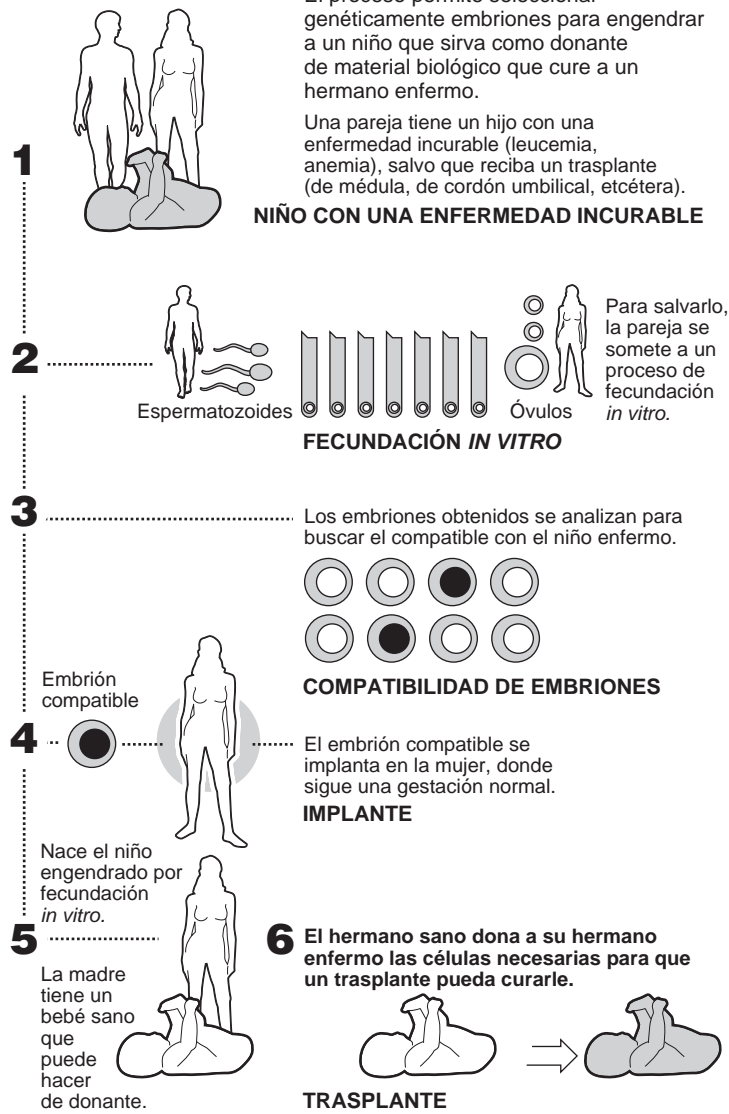 El proceso permite seleccionar
genéticamente embriones para engendrar
a un niño que sirva como donante
de material biológico que cure a un
hermano enfermo.
Una pareja tiene un hijo con una
enfermedad incurable (leucemia,
anemia), salvo que reciba un trasplante
(de médula, de cordón umbilical, etcétera).
1
NIÑO CON UNA ENFERMEDAD INCURABLE
2
Espermatozoides
Óvulos
Para salvarlo,
la pareja se
somete a un
proceso de
fecundación
in vitro.
FECUNDACIÓN IN VITRO
3
Los embriones obtenidos se analizan para
buscar el compatible con el niño enfermo.
COMPATIBILIDAD DE EMBRIONES
Embrión
compatible
4
El embrión compatible se
implanta en la mujer, donde
sigue una gestación normal.
IMPLANTE
Nace el niño
engendrado por
fecundación
in vitro.
5
La madre
tiene un
bebé sano
que
puede
hacer
de donante.
6
El hermano sano dona a su hermano
enfermo las células necesarias para que
un trasplante pueda curarle.
TRASPLANTE